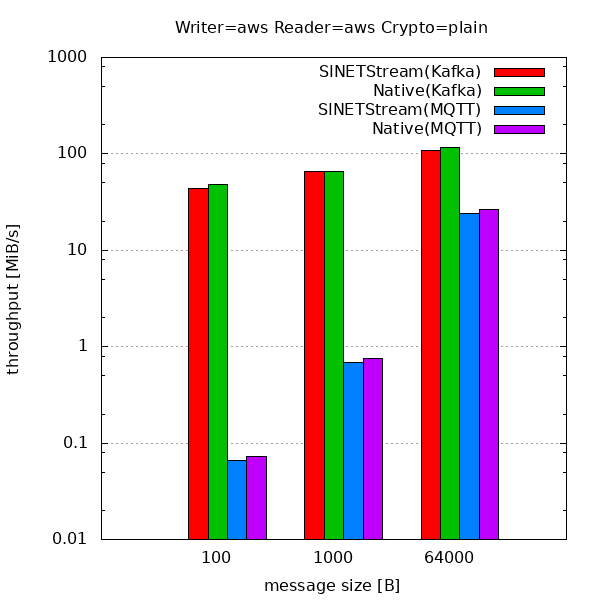 Writer=aws Reader=aws Crypto=plain
SINETStream(Kafka)
Native(Kafka)
SINETStream(MQTT)
Native(MQTT)
throughput [MiB/s]
1000
100
10
1
0.1
0.01
100 1000 64000
message size [B]